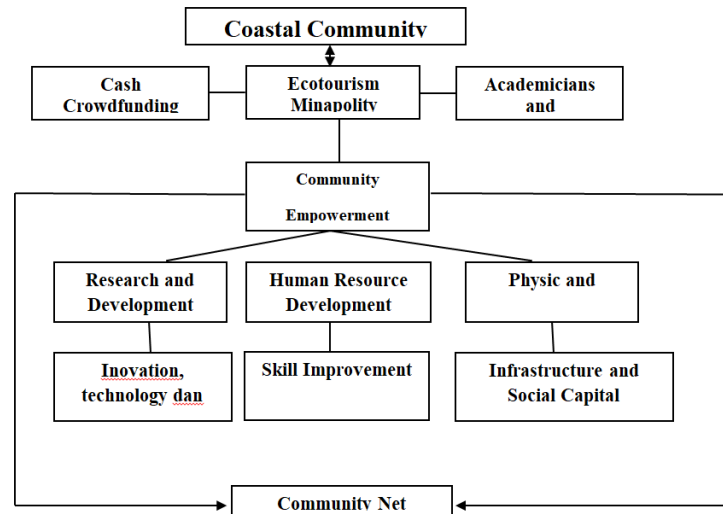 Coastal Community
Cash
Crowdfunding
Ecotourism
Minapolity
Academicians
and
Community
Empowerment
Research and
Development
Human Resource
Development
Physic and
Inovation,
technology dan
Skill Improvement
Infrastructure and
Social Capital
Community Net